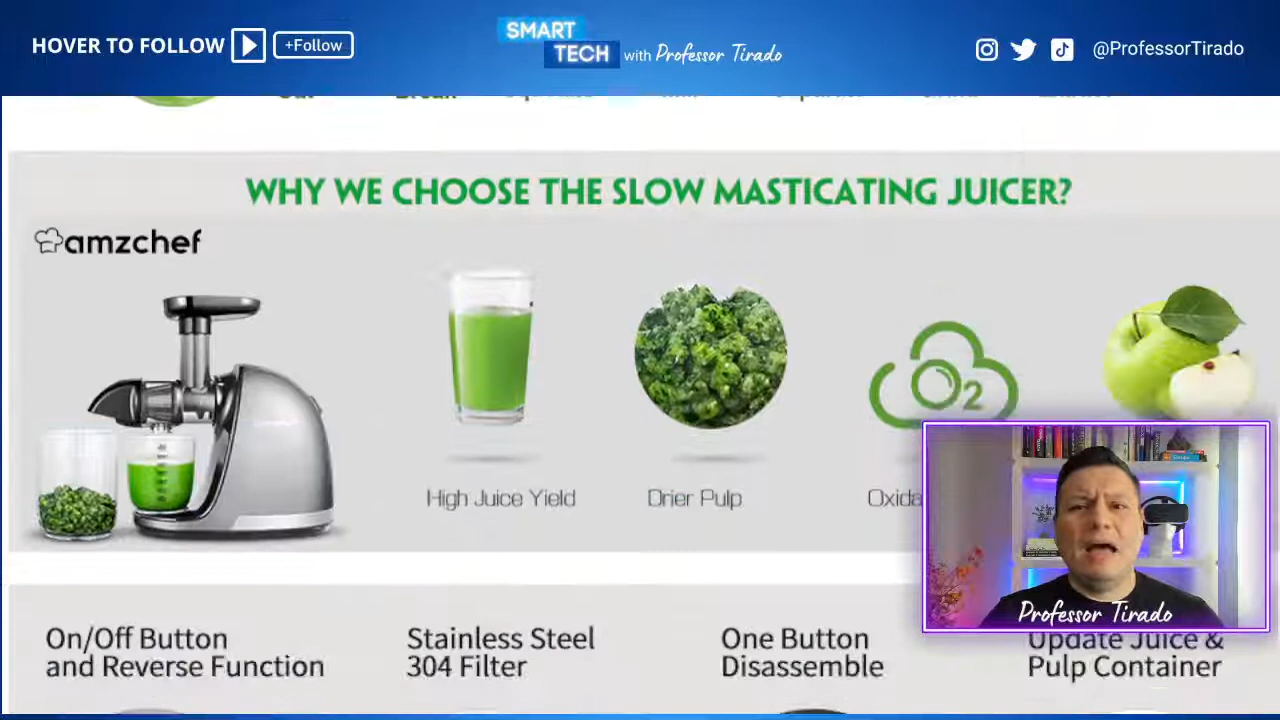 HOVER TO FOLLOW
+Follow
SMART
TECH
with Professor Tirado
@ProfessorTirado
WHY WE CHOOSE THE SLOW MASTICATING JUICER?
amzchef
O2
High Juice Yield
Drier Pulp
On/Off Button
and Reverse Function
Stainless Steel
304 Filter
One Button
Disassemble
Update Juice &
Pulp Container
Professor Tirado